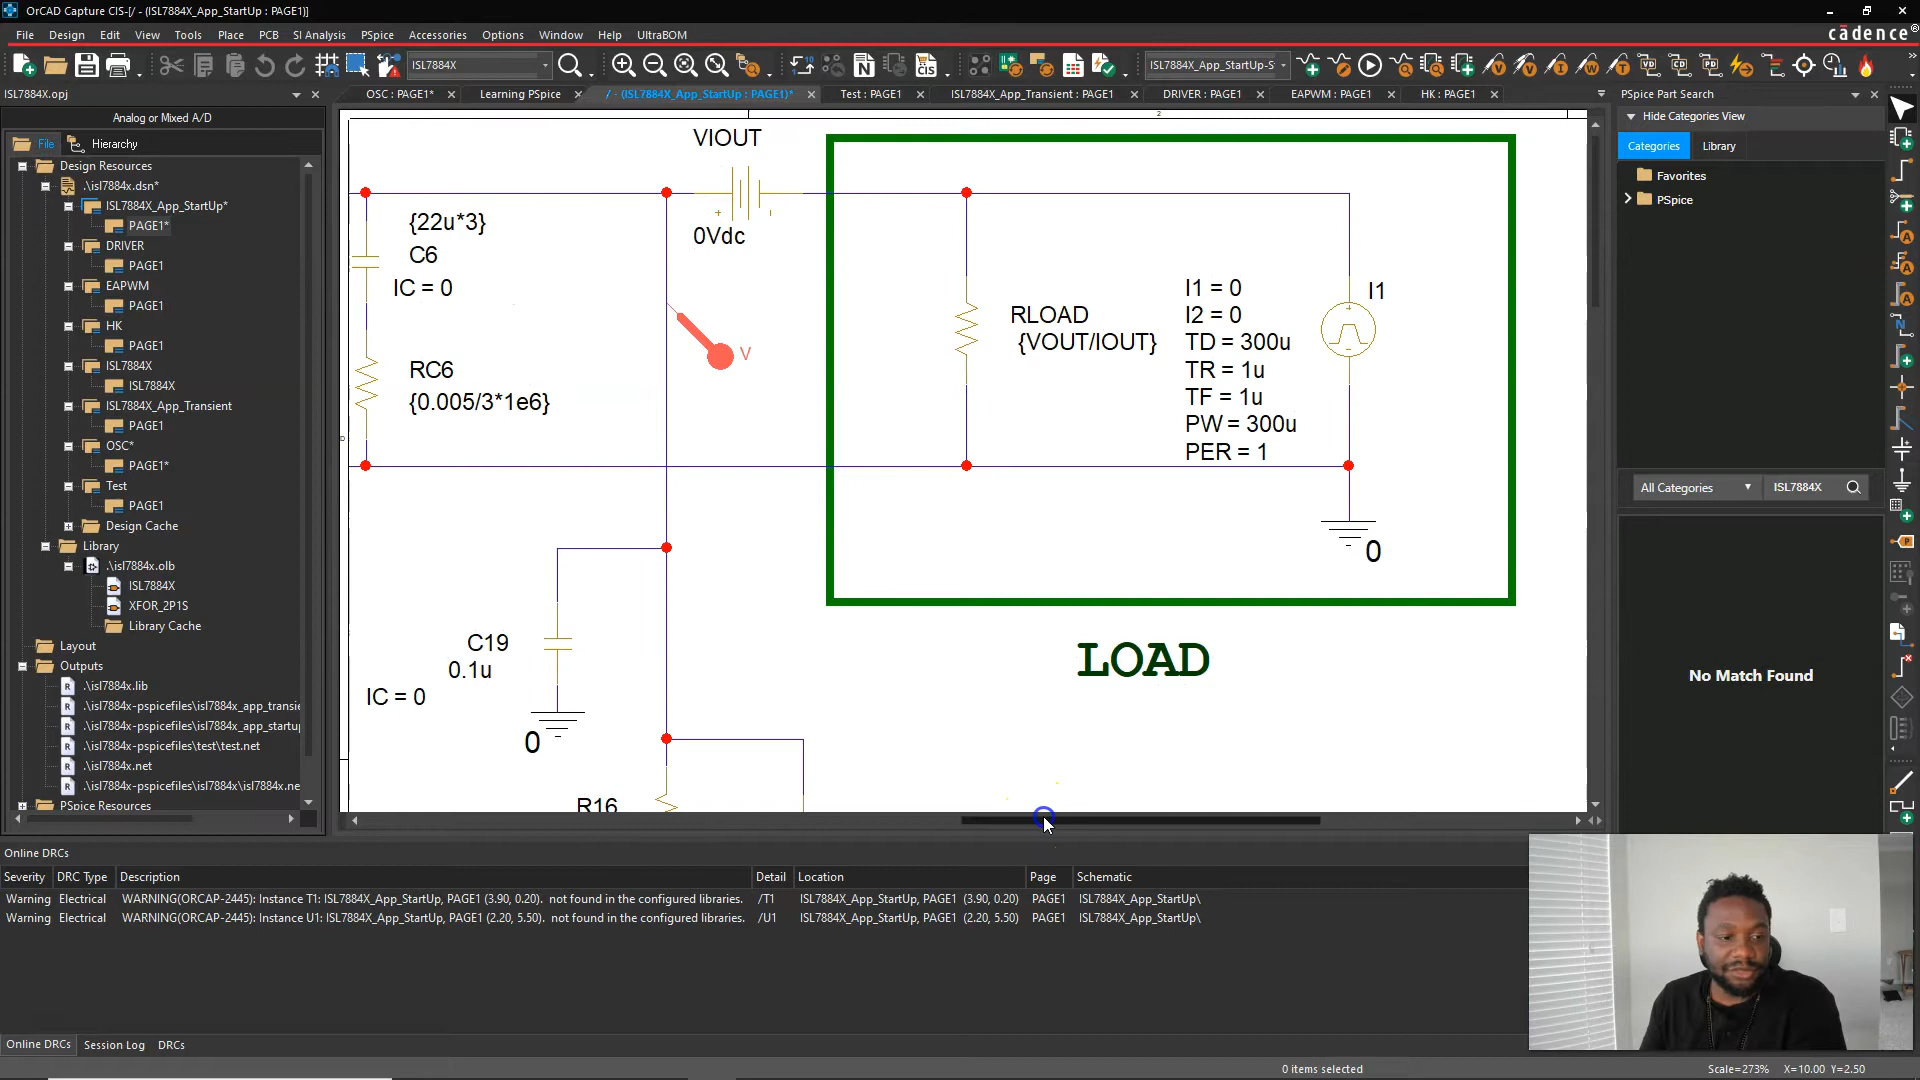 OrCAD Capture CIS-[/ - (ISL7884X_App_StartUp : PAGE1)]
File Design Edit View Tools Place PCB SI Analysis PSpice Accessories Options Window Help UltraBOM
cadence®
ISL7884X
ISL7884X_App_StartUp-S
ISL7884X.opj
OSC : PAGE1*
Learning PSpice
/ - (ISL7884X_App_StartUp : PAGE1)*
Test : PAGE1
ISL7884X_App_Transient : PAGE1
DRIVER : PAGE1
EAPWM : PAGE1
HK : PAGE1
PSpice Part Search
Analog or Mixed A/D
File Hierarchy
Design Resources
.\isl7884x.dsn*
ISL7884X_App_StartUp*
PAGE1*
DRIVER
PAGE1
EAPWM
PAGE1
HK
PAGE1
ISL7884X
ISL7884X
ISL7884X_App_Transient
PAGE1
OSC*
PAGE1*
Test
PAGE1
Design Cache
Library
.\isl7884x.olb
ISL7884X
XFOR_2P1S
Library Cache
Layout
Outputs
.\isl7884x.lib
.\isl7884x-pspicefiles\isl7884x_app_transie
.\isl7884x-pspicefiles\isl7884x_app_startup
.\isl7884x-pspicefiles\test\test.net
.\isl7884x.net
.\isl7884x-pspicefiles\isl7884x\isl7884x.ne
PSpice Resources
2
VIOUT
0Vdc
{22u*3}
C6
IC = 0
V
RC6
{0.005/3*1e6}
RLOAD
{VOUT/IOUT}
I1 = 0
I2 = 0
TD = 300u
TR = 1u
TF = 1u
PW = 300u
PER = 1
I1
0
LOAD
C19
0.1u
IC = 0
0
R16
Hide Categories View
Categories Library
Favorites
PSpice
All Categories
ISL7884X
No Match Found
Online DRCs
Severity DRC Type Description Detail Location Page Schematic
Warning Electrical WARNING(ORCAP-2445): Instance T1: ISL7884X_App_StartUp, PAGE1 (3.90, 0.20). not found in the configured libraries. /T1 ISL7884X_App_StartUp, PAGE1 (3.90, 0.20) PAGE1 ISL7884X_App_StartUp\
Warning Electrical WARNING(ORCAP-2445): Instance U1: ISL7884X_App_StartUp, PAGE1 (2.20, 5.50). not found in the configured libraries. /U1 ISL7884X_App_StartUp, PAGE1 (2.20, 5.50) PAGE1 ISL7884X_App_StartUp\
Online DRCs Session Log DRCs
0 items selected
Scale=273% X=10.00 Y=2.50